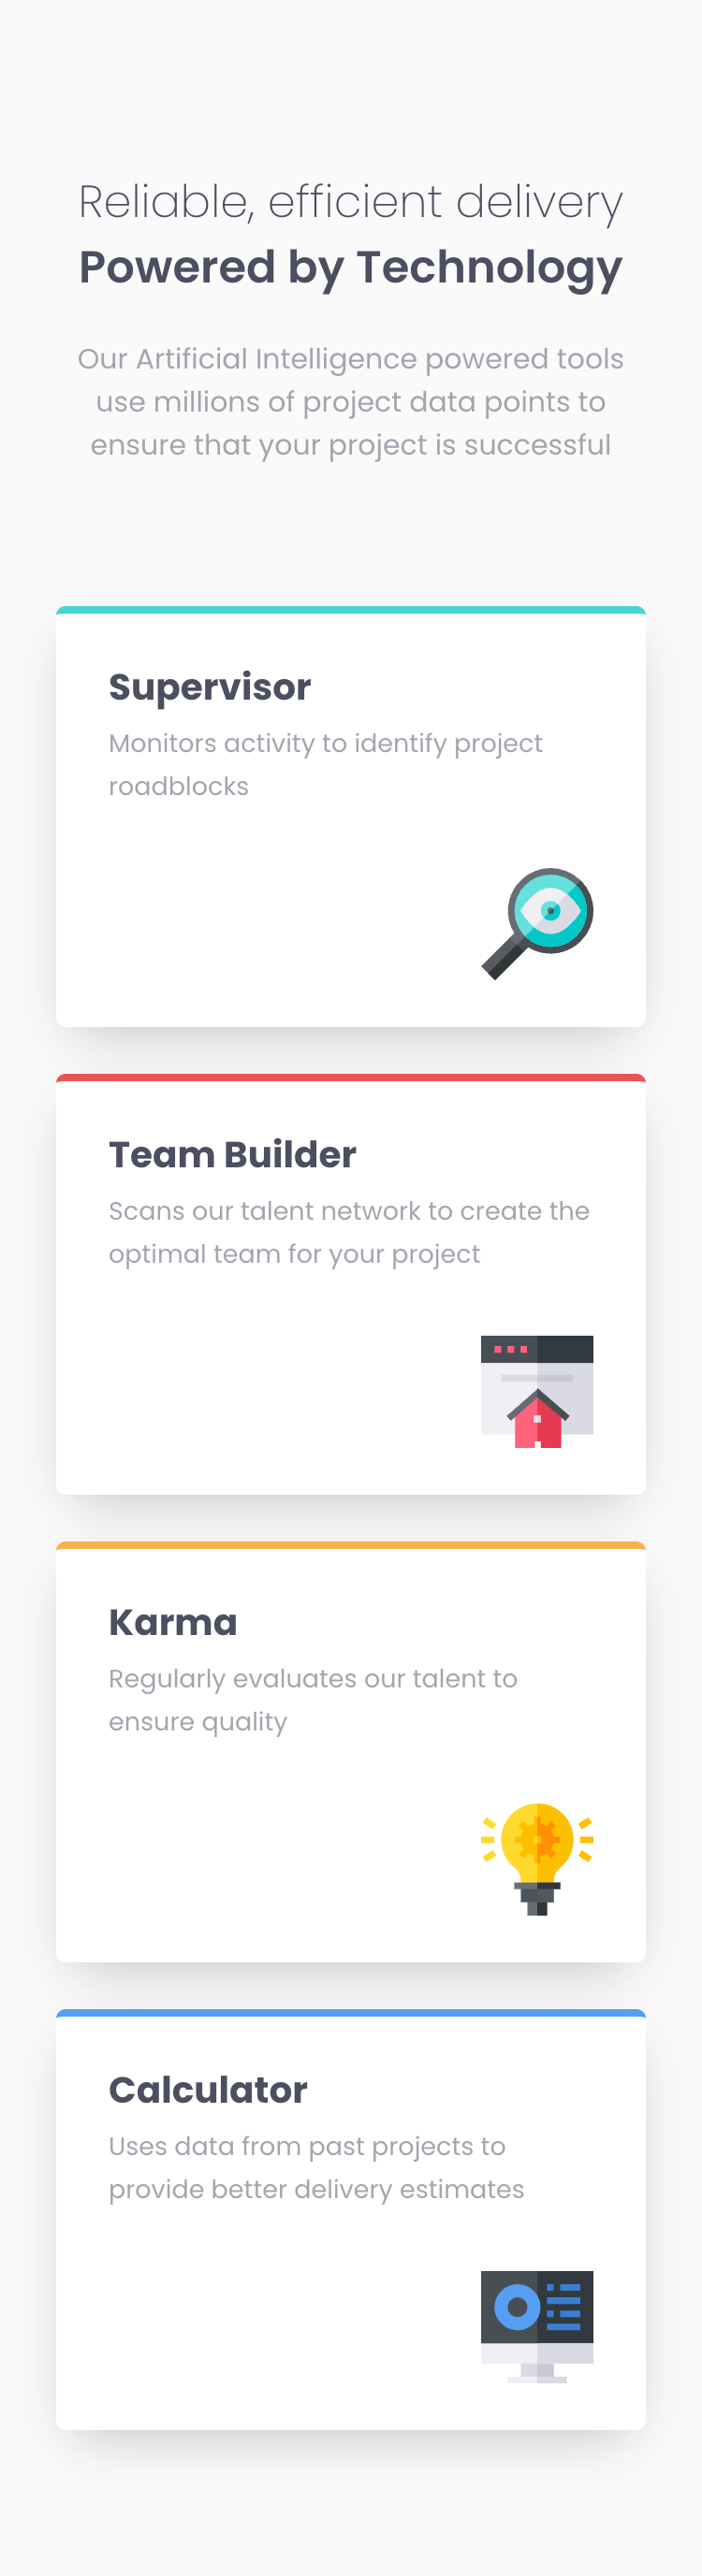 Reliable, efficient delivery
Powered by Technology
Our Artificial Intelligence powered tools
use millions of project data points to
ensure that your project is successful
Supervisor
Monitors activity to identify project
roadblocks
Team Builder
Scans our talent network to create the
optimal team for your project
Karma
Regularly evaluates our talent to
ensure quality
Calculator
Uses data from past projects to
provide better delivery estimates